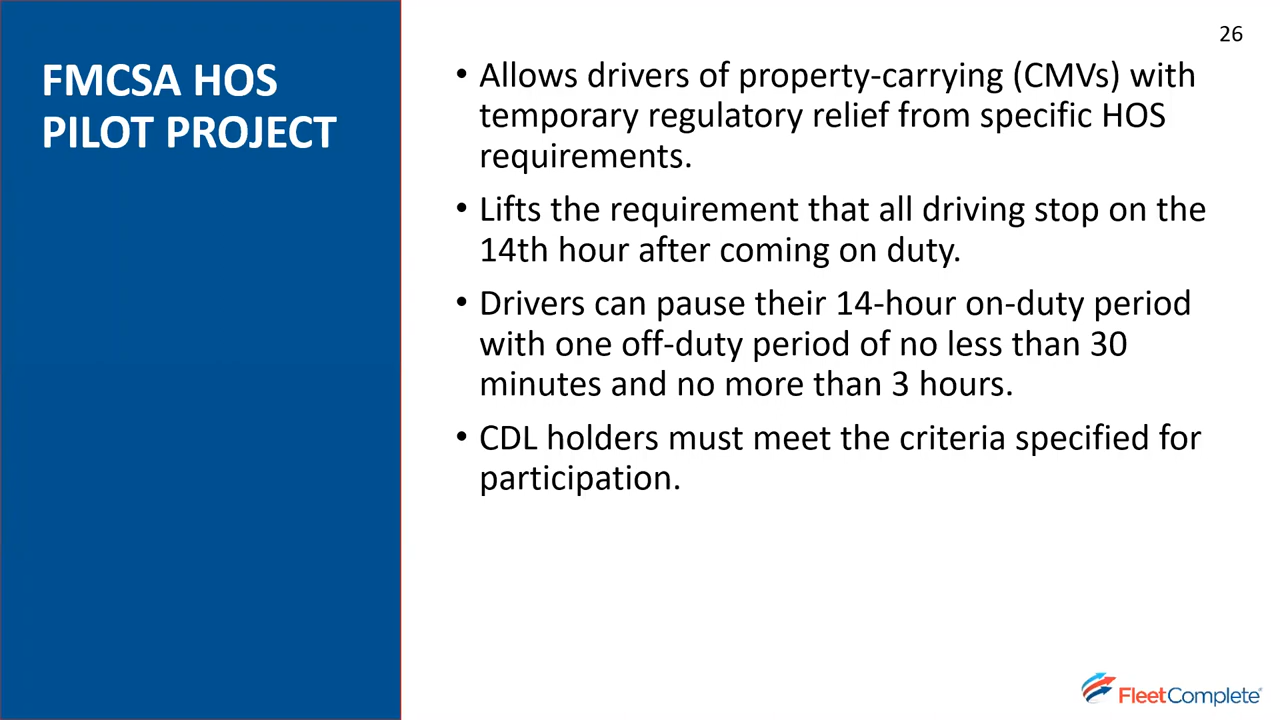 26
FMCSA HOS
PILOT PROJECT
• Allows drivers of property-carrying (CMVs) with
temporary regulatory relief from specific HOS
requirements.
• Lifts the requirement that all driving stop on the
14th hour after coming on duty.
• Drivers can pause their 14-hour on-duty period
with one off-duty period of no less than 30
minutes and no more than 3 hours.
• CDL holders must meet the criteria specified for
participation.
FleetComplete®